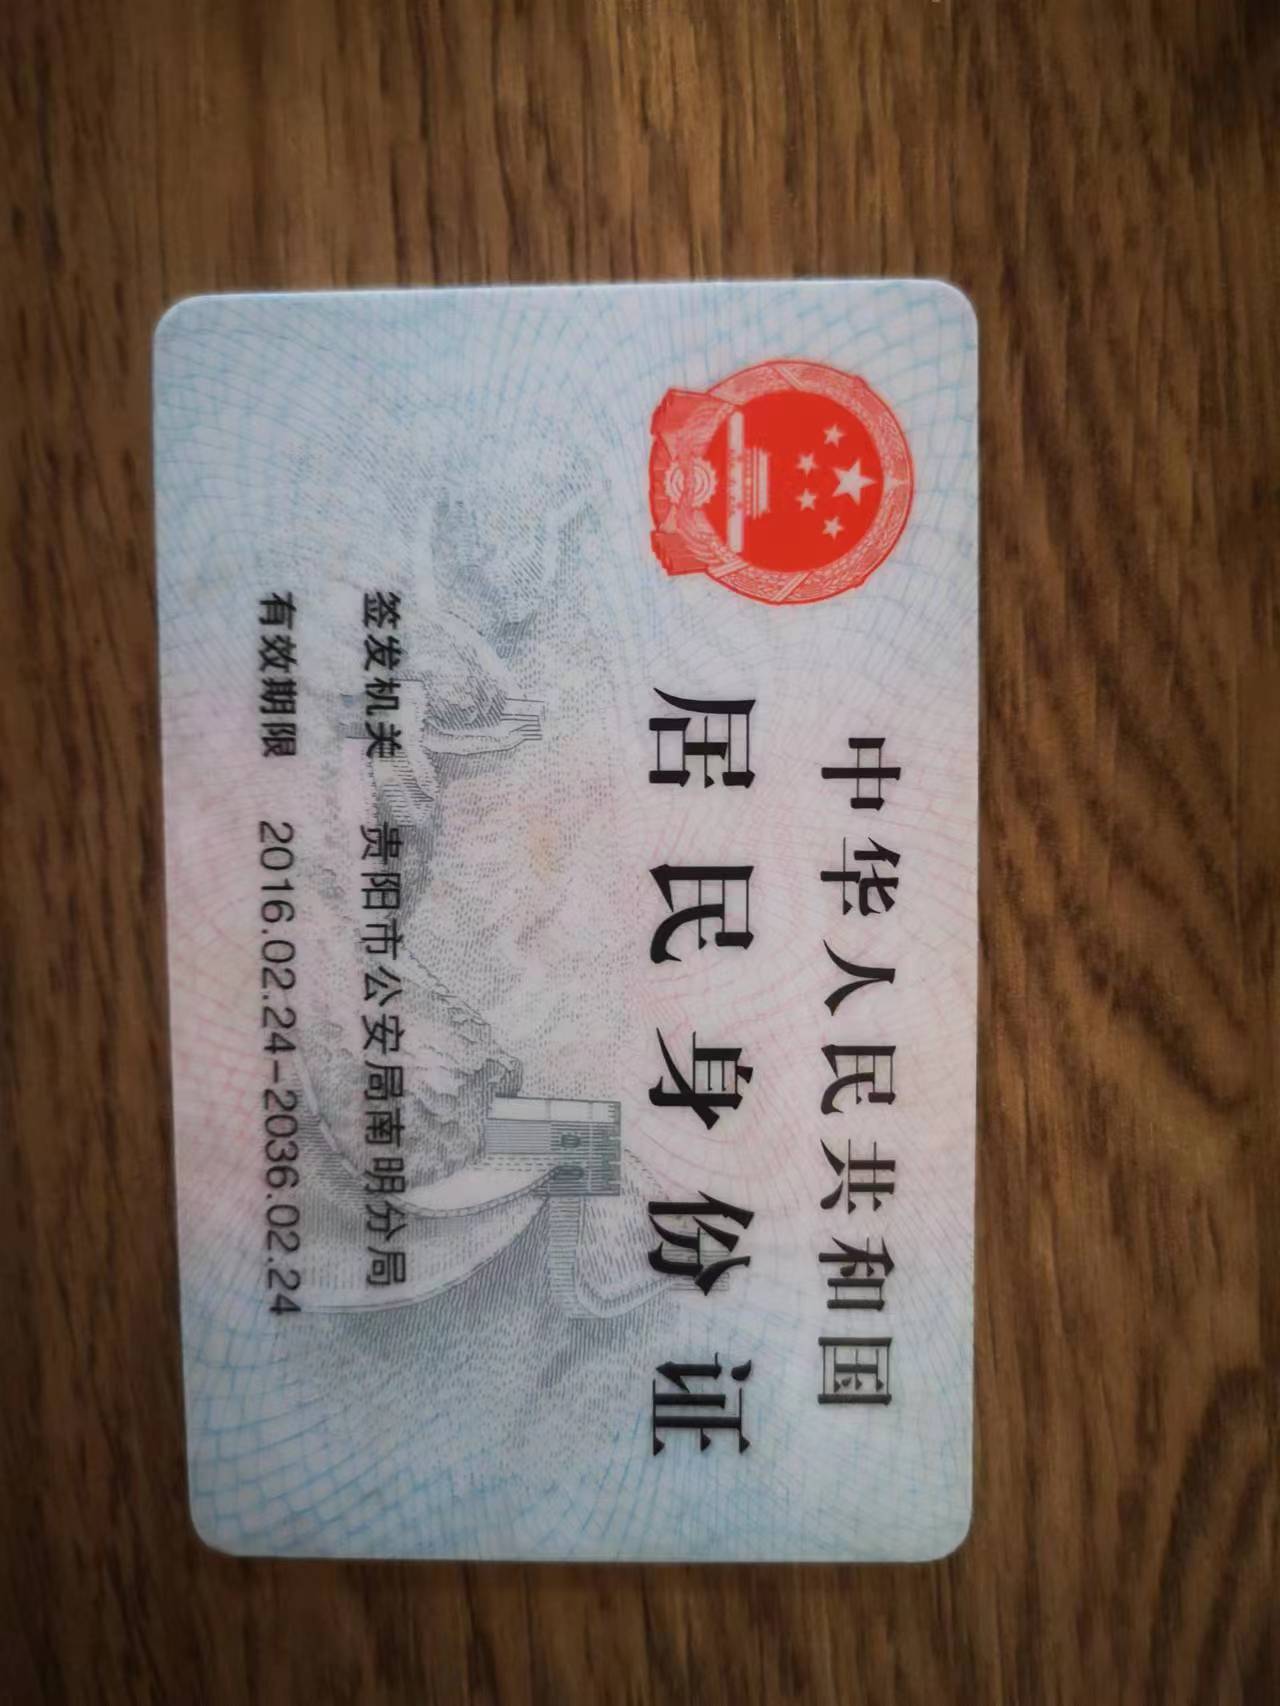 中华人民共和国
居民身份证
签发机关 贵阳市公安局南明分局
有效期限 2016.02.24-2036.02.24